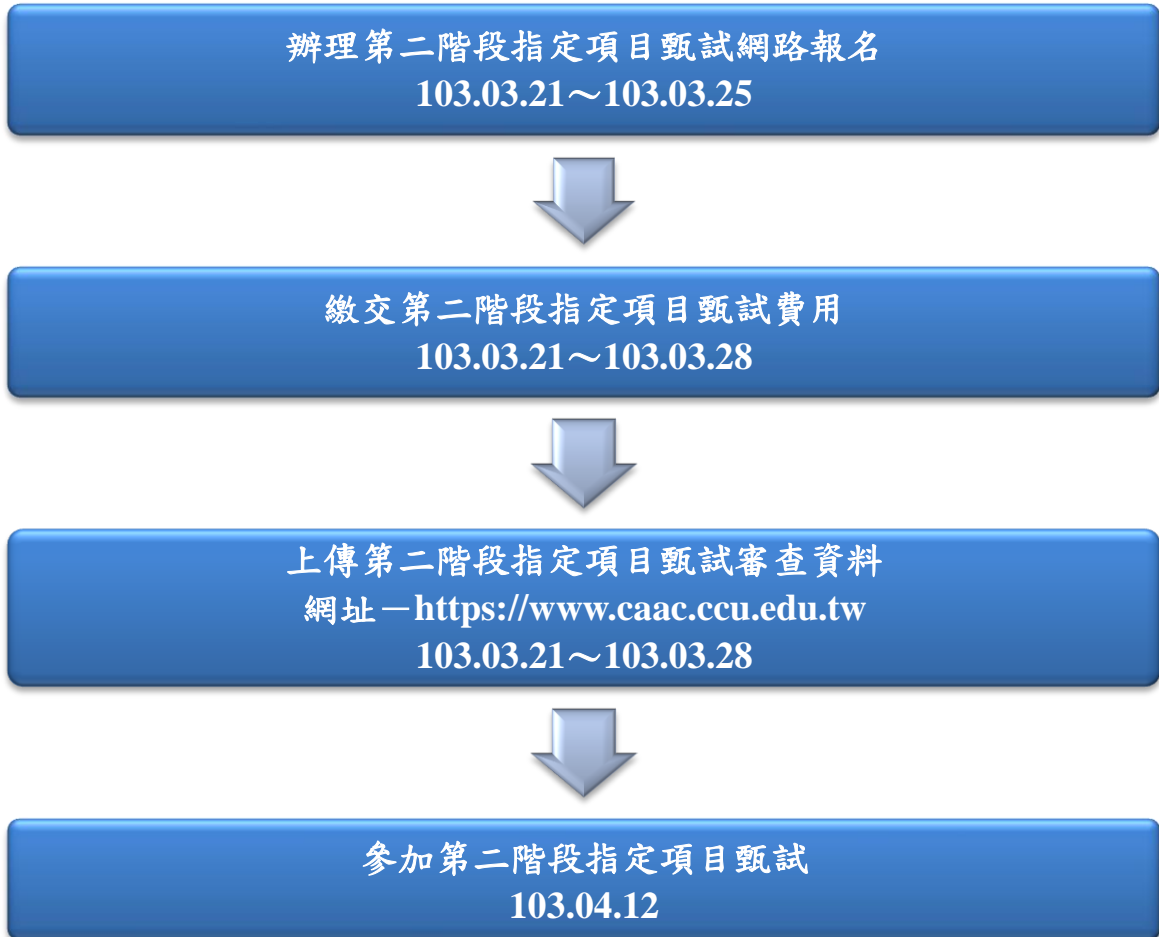 辦理第二階段指定項目甄試網路報名
103.03.21～103.03.25
繳交第二階段指定項目甄試費用
103.03.21～103.03.28
上傳第二階段指定項目甄試審查資料
網址－https://www.caac.ccu.edu.tw
103.03.21～103.03.28
參加第二階段指定項目甄試
103.04.12